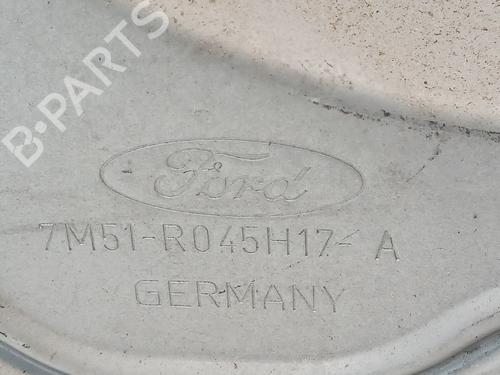 B-PARTS
Ford
7M51-R045H17- A
GERMANY